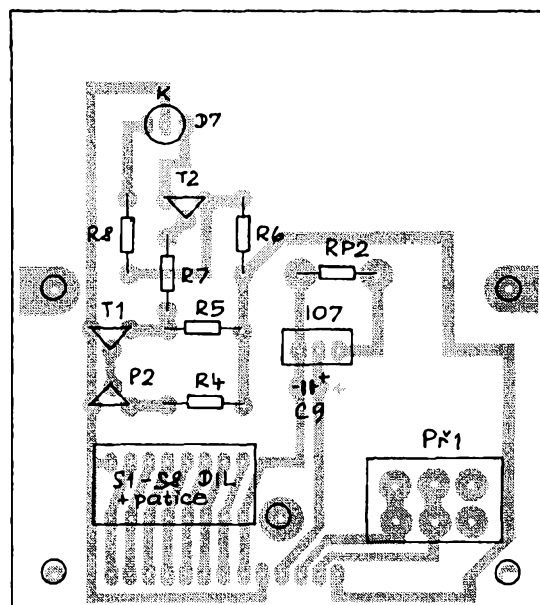 K
D7
T2
R8
R6
R7
RP2
T1
R5
IO7
P2
R4
- +
C9
+
Př1
S1-S8 DIL
+ patice